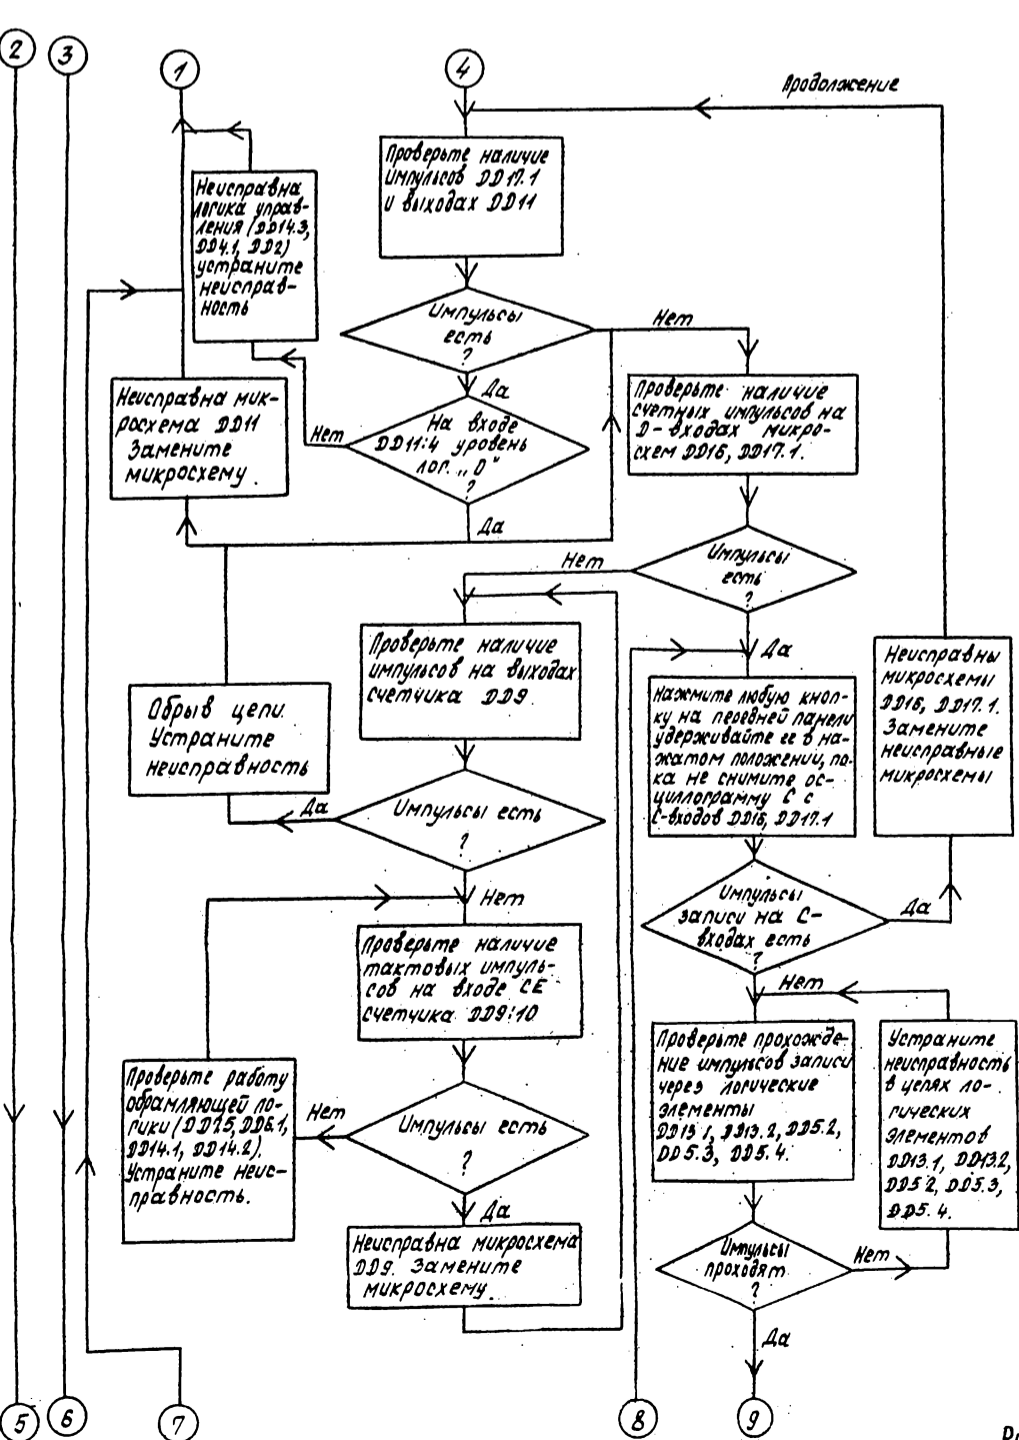 2
3
1
4
Продолжение
Проверьте наличие
импульсов DD17.1
и выходах DD11
Неисправна
логика управ-
ления (DD14.3,
DD4.1, DD2)
устраните
неисправ-
ность
Импульсы
есть
?
Нет
Да
Неисправна мик-
росхема DD11
Замените
микросхему.
Нет
На входе
DD11:4 уровень
лог. „0"
?
Да
Проверьте наличие
счетных импульсов на
D-входах микро-
схем DD16, DD17.1.
Импульсы
есть
?
Нет
Да
Проверьте наличие
импульсов на выходах
счетчика DD9
Обрыв цепи.
Устраните
неисправность
Да
Импульсы есть
?
Нет
Нажмите любую кноп-
ку на передней панели
удерживайте ее в на-
жатом положении, по-
ка не снимите ос-
циллограмму С с
С-входов DD16, DD17.1
Неисправны
микросхемы
DD16, DD17.1.
Замените
неисправные
микросхемы
Импульсы
записи на С-
входах есть
?
Да
Нет
Проверьте наличие
тактовых импуль-
сов на входе CE
счетчика DD9:10
Проверьте работу
обрамляющей ло-
гики (DD7.5, DD6.1,
DD14.1, DD14.2).
Устраните неис-
правность.
Нет
Импульсы есть
?
Да
Неисправна микросхема
DD9. Замените
микросхему.
Проверьте прохожде-
ние импульсов записи
через логические
элементы
DD13.1, DD13.2, DD5.2,
DD5.3, DD5.4.
Устраните
неисправность
в цепях ло-
гических
элементов
DD13.1, DD13.2,
DD5.2, DD5.3,
DD5.4.
Импульсы
проходят
?
Нет
Да
5
6
7
8
9